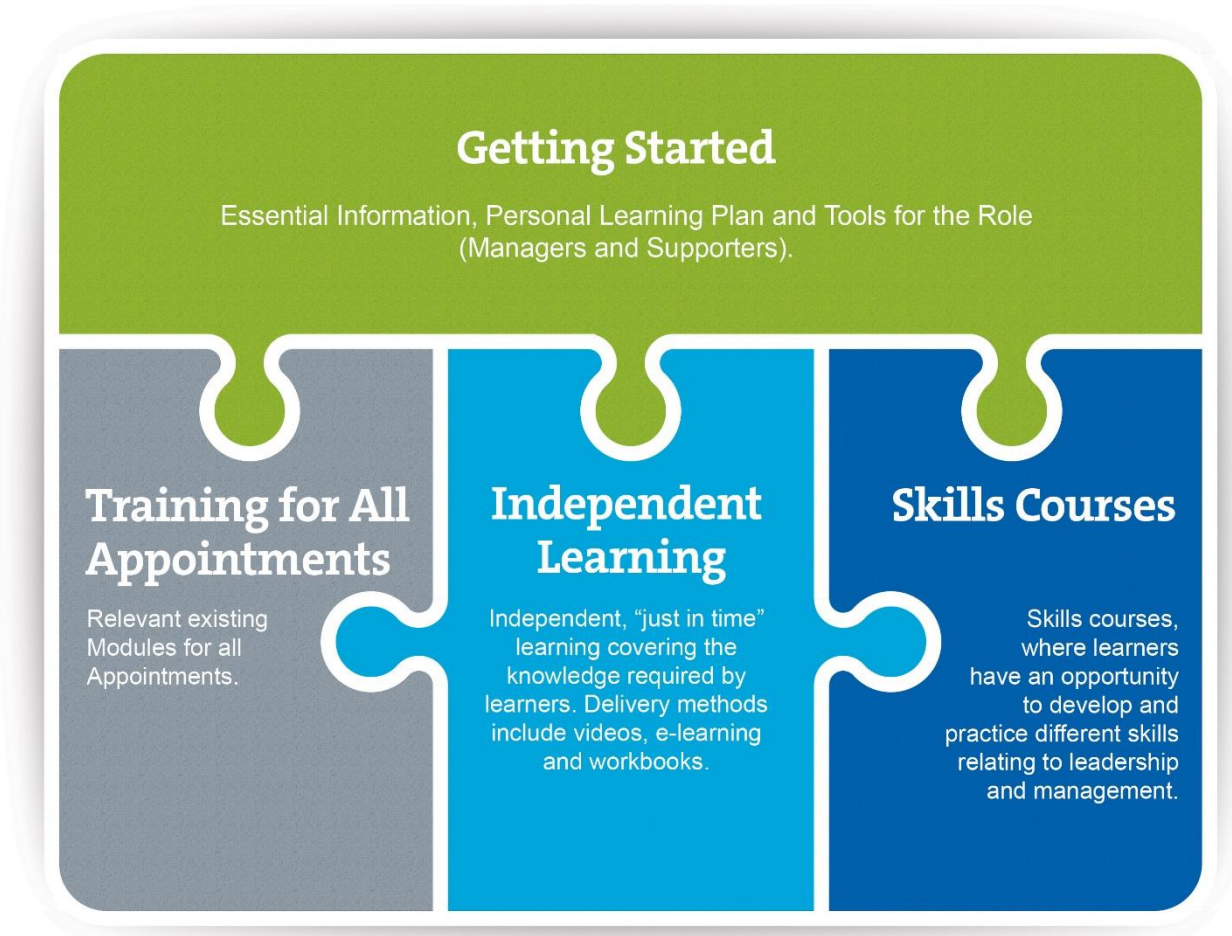 Getting Started
Essential Information, Personal Learning Plan and Tools for the Role
(Managers and Supporters).
Training for All
Appointments
Relevant existing
Modules for all
Appointments.
Independent
Learning
Independent, “just in time”
learning covering the
knowledge required by
learners. Delivery methods
include videos, e-learning
and workbooks.
Skills Courses
Skills courses,
where learners
have an opportunity
to develop and
practice different skills
relating to leadership
and management.